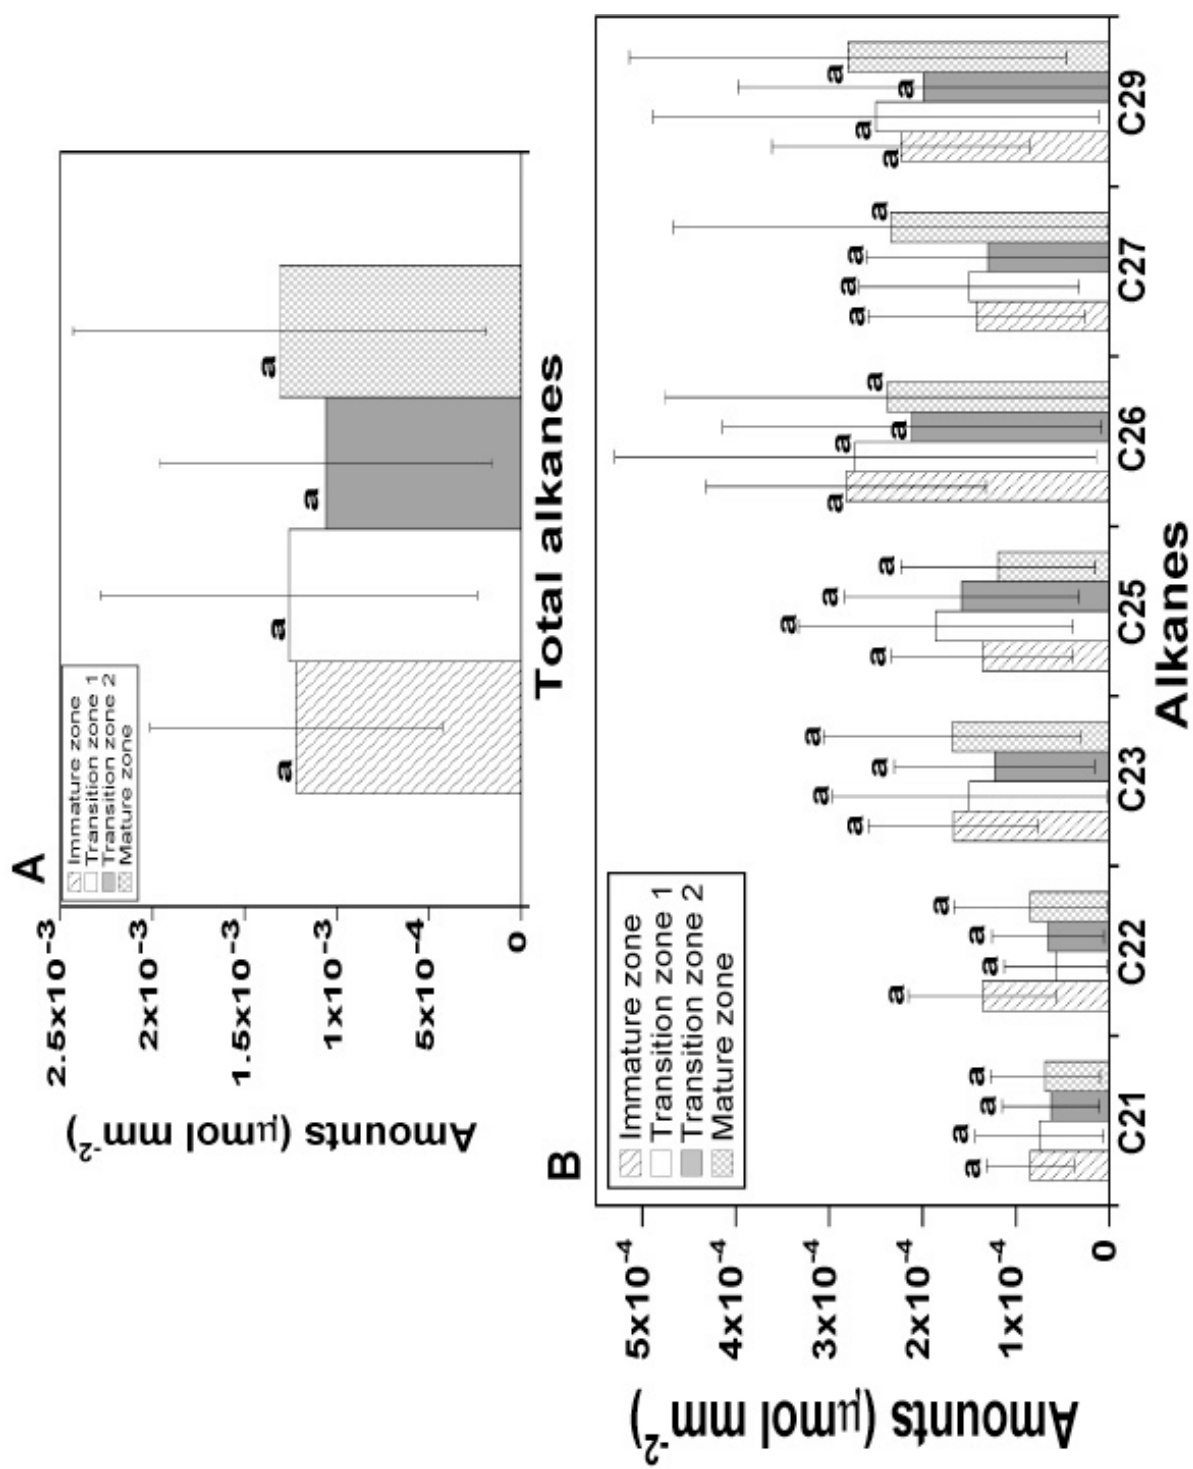 A
Immature zone
Transition zone 1
Transition zone 2
Mature zone
Amounts (μmol mm-2)
2.5x10-3
2x10-3
1.5x10-3
1x10-3
5x10-4
0
a
a
a
a
Total alkanes
B
Immature zone
Transition zone 1
Transition zone 2
Mature zone
Amounts (μmol mm-2)
5x10-4
4x10-4
3x10-4
2x10-4
1x10-4
0
a a a a
a a a a
a a a a
a a a a
a a a a
a a a a
a a a a
C21 C22 C23 C25 C26 C27 C29
Alkanes